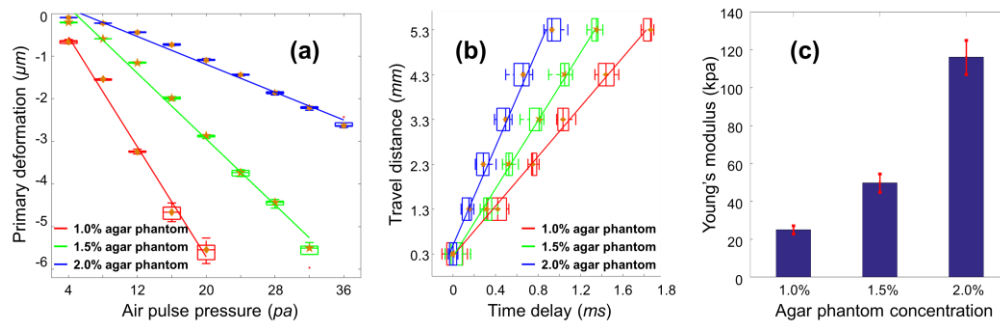 (a)
0
-1
-2
-3
-4
-5
-6
Primary deformation (μm)
1.0% agar phantom
1.5% agar phantom
2.0% agar phantom
4 8 12 16 20 24 28 32 36
Air pulse pressure (pa)
(b)
5.3
4.3
3.3
2.3
1.3
0.3
Travel distance (mm)
1.0% agar phantom
1.5% agar phantom
2.0% agar phantom
0 0.4 0.8 1.2 1.6 1.8
Time delay (ms)
(c)
120
100
80
60
40
20
0
Young's modulus (kpa)
1.0% 1.5% 2.0%
Agar phantom concentration